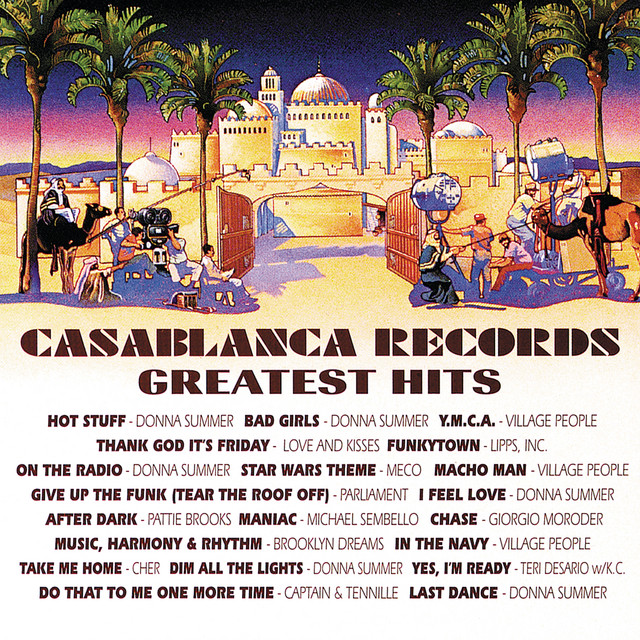 CASABLANCA RECORDS
GREATEST HITS
HOT STUFF - DONNA SUMMER BAD GIRLS - DONNA SUMMER Y.M.C.A. - VILLAGE PEOPLE
THANK GOD IT'S FRIDAY - LOVE AND KISSES FUNKYTOWN - LIPPS, INC.
ON THE RADIO - DONNA SUMMER STAR WARS THEME - MECO MACHO MAN - VILLAGE PEOPLE
GIVE UP THE FUNK (TEAR THE ROOF OFF) - PARLIAMENT I FEEL LOVE - DONNA SUMMER
AFTER DARK - PATTIE BROOKS MANIAC - MICHAEL SEMBELLO CHASE - GIORGIO MORODER
MUSIC, HARMONY & RHYTHM - BROOKLYN DREAMS IN THE NAVY - VILLAGE PEOPLE
TAKE ME HOME - CHER DIM ALL THE LIGHTS - DONNA SUMMER YES, I'M READY - TERI DESARIO w/K.C.
DO THAT TO ME ONE MORE TIME - CAPTAIN & TENNILLE LAST DANCE - DONNA SUMMER